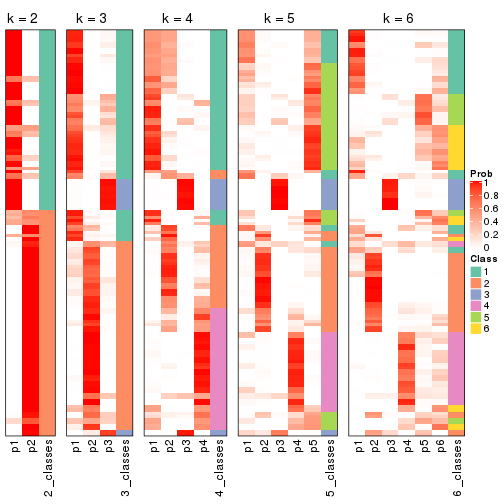 k = 2
k = 3
k = 4
k = 5
k = 6
Prob
1
0.8
0.6
0.4
0.2
0
Class
1
2
3
4
5
6
p1
p2
2_classes
p1
p2
p3
3_classes
p1
p2
p3
p4
4_classes
p1
p2
p3
p4
p5
5_classes
p1
p2
p3
p4
p5
p6
6_classes